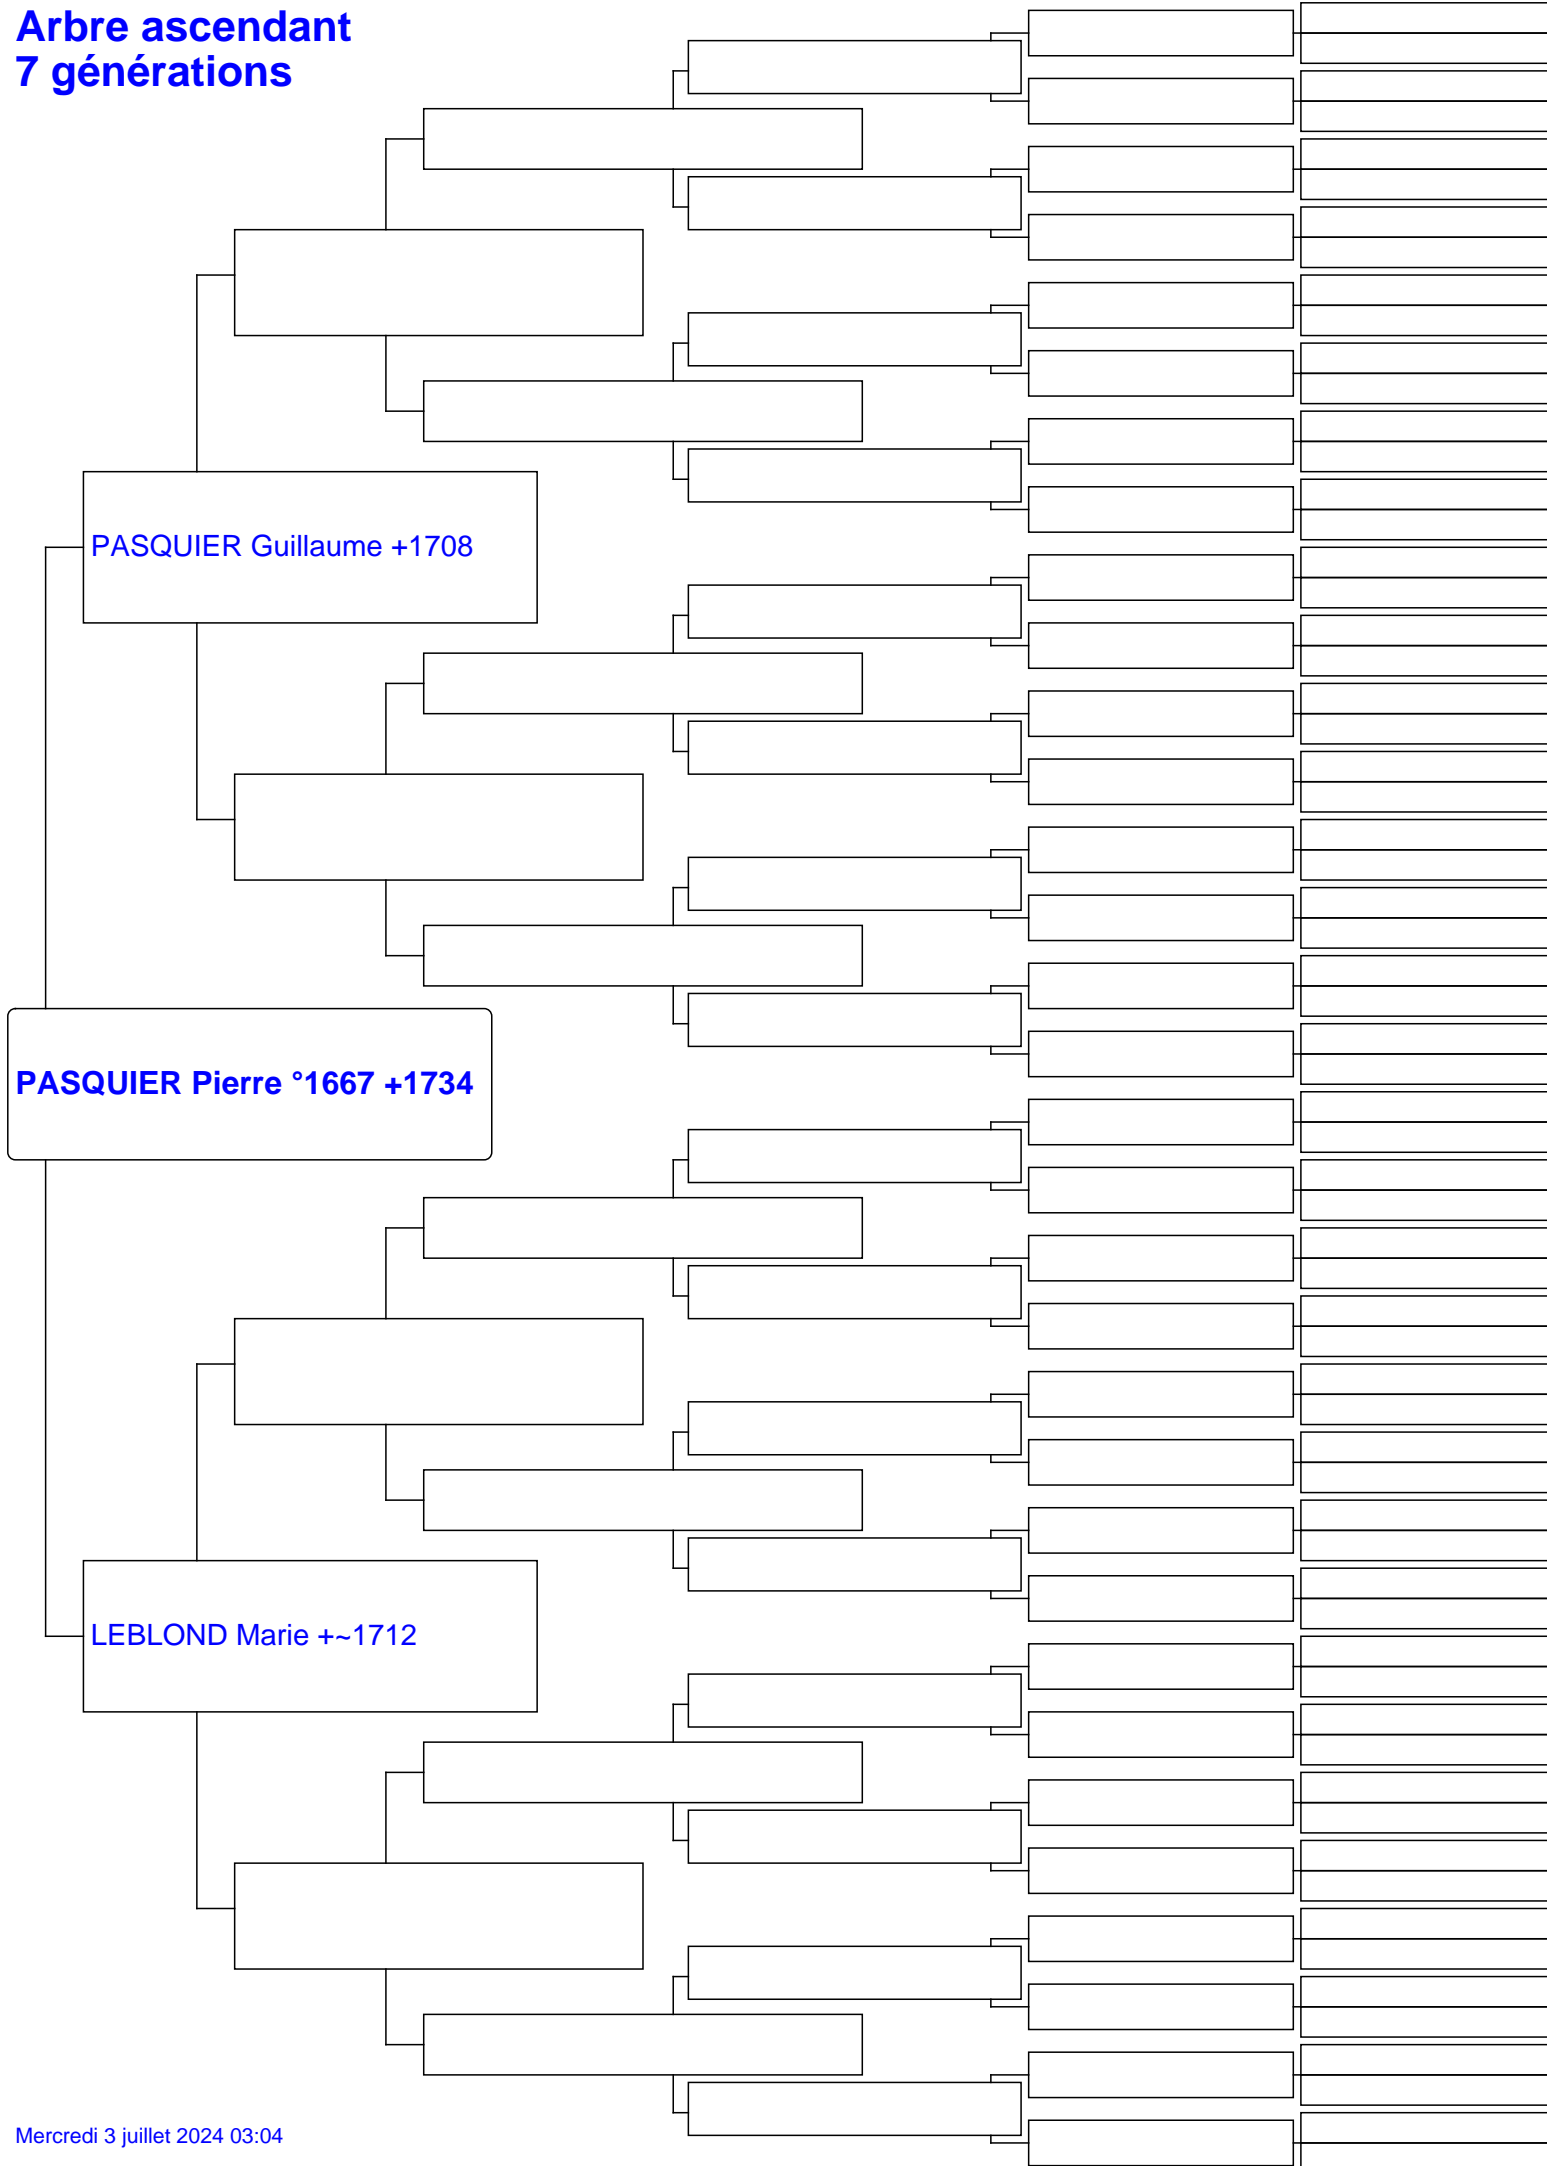 Arbre ascendant
7 générations
PASQUIER Guillaume +1708
PASQUIER Pierre °1667 +1734
LEBLOND Marie +~1712
Mercredi 3 juillet 2024 03:04